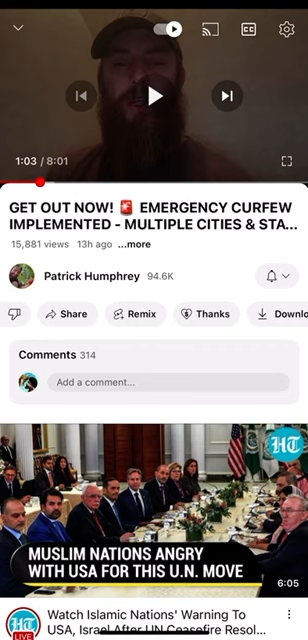 CC
1:03 / 8:01
GET OUT NOW! 🚨 EMERGENCY CURFEW
IMPLEMENTED - MULTIPLE CITIES & STA...
15,881 views 13h ago ...more
Patrick Humphrey 94.6K
Share Remix Thanks Downlo
Comments 314
Add a comment...
HT
MUSLIM NATIONS ANGRY
WITH USA FOR THIS U.N. MOVE
6:05
HT
LIVE
Watch Islamic Nations' Warning To
USA, Israel After UN Ceasefire Resol...